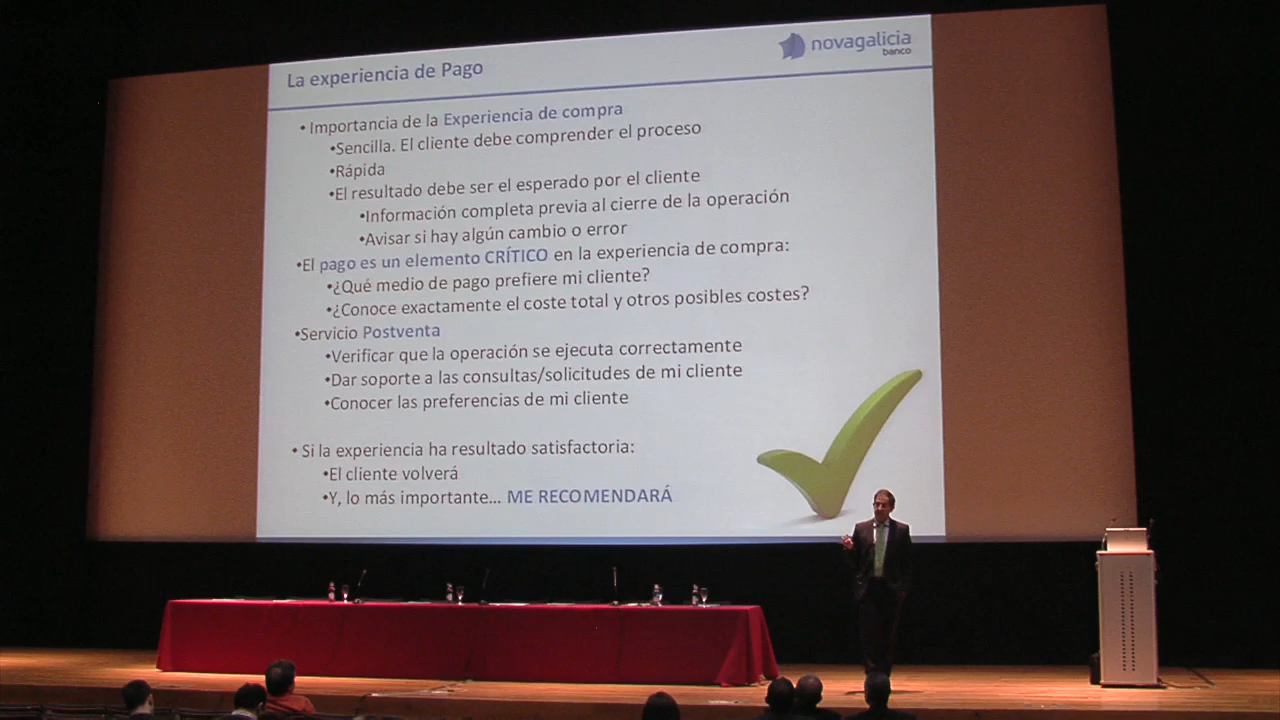 La experiencia de Pago
novagalicia
banco
• Importancia de la Experiencia de compra
•Sencilla. El cliente debe comprender el proceso
•Rápida
•El resultado debe ser el esperado por el cliente
•Información completa previa al cierre de la operación
•Avisar si hay algún cambio o error
•El pago es un elemento CRÍTICO en la experiencia de compra:
•¿Qué medio de pago prefiere mi cliente?
•¿Conoce exactamente el coste total y otros posibles costes?
•Servicio Postventa
•Verificar que la operación se ejecuta correctamente
•Dar soporte a las consultas/solicitudes de mi cliente
•Conocer las preferencias de mi cliente
• Si la experiencia ha resultado satisfactoria:
•El cliente volverá
•Y, lo más importante... ME RECOMENDARÁ